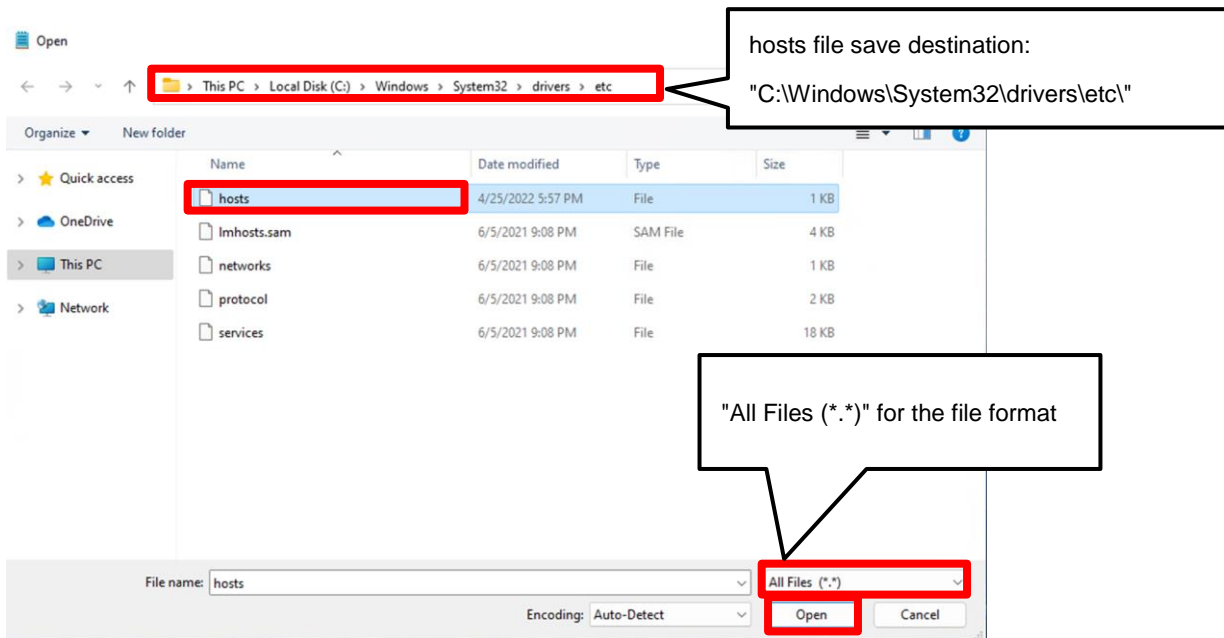 Open
hosts file save destination:
"C:\Windows\System32\drivers\etc\"
This PC > Local Disk (C:) > Windows > System32 > drivers > etc
Organize New folder
Name Date modified Type Size
Quick access
hosts 4/25/2022 5:57 PM File 1 KB
OneDrive
lmhosts.sam 6/5/2021 9:08 PM SAM File 4 KB
This PC
networks 6/5/2021 9:08 PM File 1 KB
Network
protocol 6/5/2021 9:08 PM File 2 KB
services 6/5/2021 9:08 PM File 18 KB
"All Files (*.*)" for the file format
File name: hosts All Files (*.*)
Encoding: Auto-Detect Open Cancel